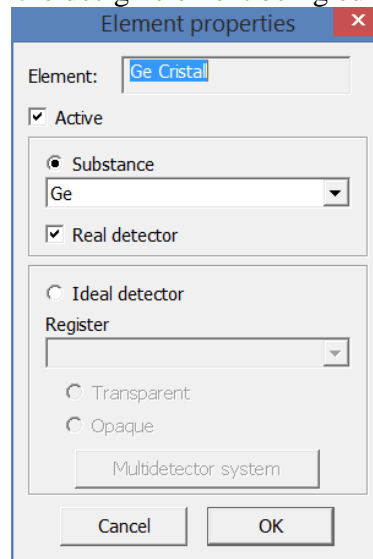 Element properties
Element: Ge Cristall
Active
Substance
Ge
Real detector
Ideal detector
Register
Transparent
Opaque
Multidetector system
Cancel OK